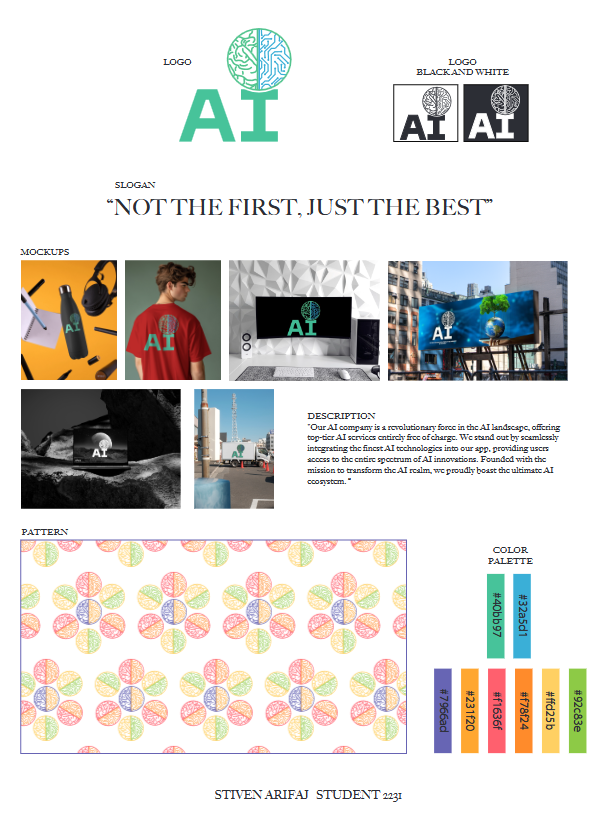 LOGO
AI
LOGO
BLACK AND WHITE
AI
AI
SLOGAN
“NOT THE FIRST, JUST THE BEST”
MOCKUPS
AI
AI
AI
AI
AI
AI
DESCRIPTION
"Our AI company is a revolutionary force in the AI landscape, offering
top-tier AI services entirely free of charge. We stand out by seamlessly
integrating the finest AI technologies into our app, providing users
access to the entire spectrum of AI innovations. Founded with the
mission to transform the AI realm, we proudly boast the ultimate AI
ecosystem. "
PATTERN
COLOR
PALETTE
#40bb97
#32a5d1
#7966ad
#231f20
#f1636f
#f78f24
#ffd25b
#92c83e
STIVEN ARIFAJ STUDENT 2231